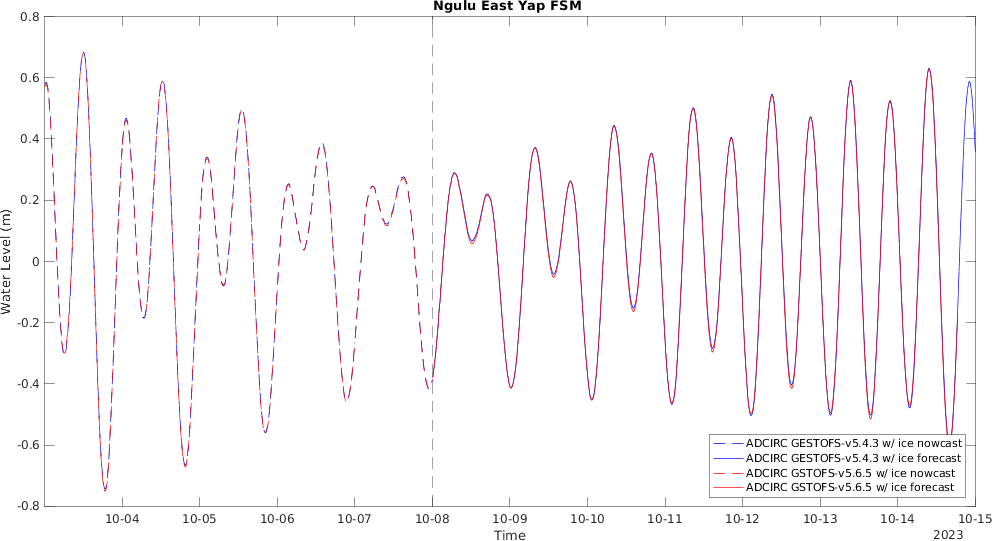 Ngulu East Yap FSM
0.8
0.6
0.4
0.2
0
-0.2
-0.4
-0.6
-0.8
Water Level (m)
ADCIRC GESTOFS-v5.4.3 w/ ice nowcast
ADCIRC GESTOFS-v5.4.3 w/ ice forecast
ADCIRC GSTOFS-v5.6.5 w/ ice nowcast
ADCIRC GSTOFS-v5.6.5 w/ ice forecast
10-04 10-05 10-06 10-07 10-08 10-09 10-10 10-11 10-12 10-13 10-14 10-15
Time
2023